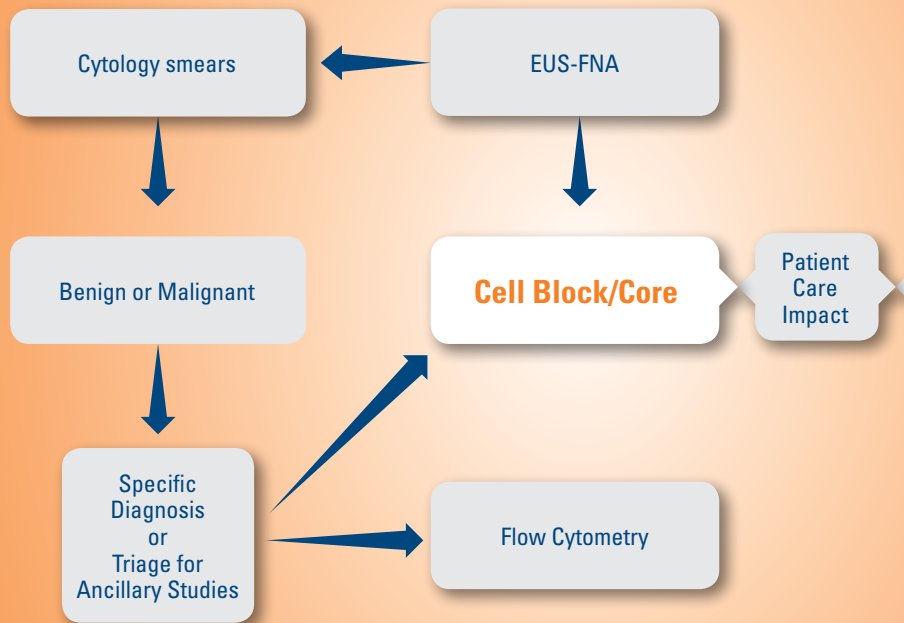 Cytology smears
EUS-FNA
Benign or Malignant
Cell Block/Core
Patient
Care
Impact
Specific
Diagnosis
or
Triage for
Ancillary Studies
Flow Cytometry